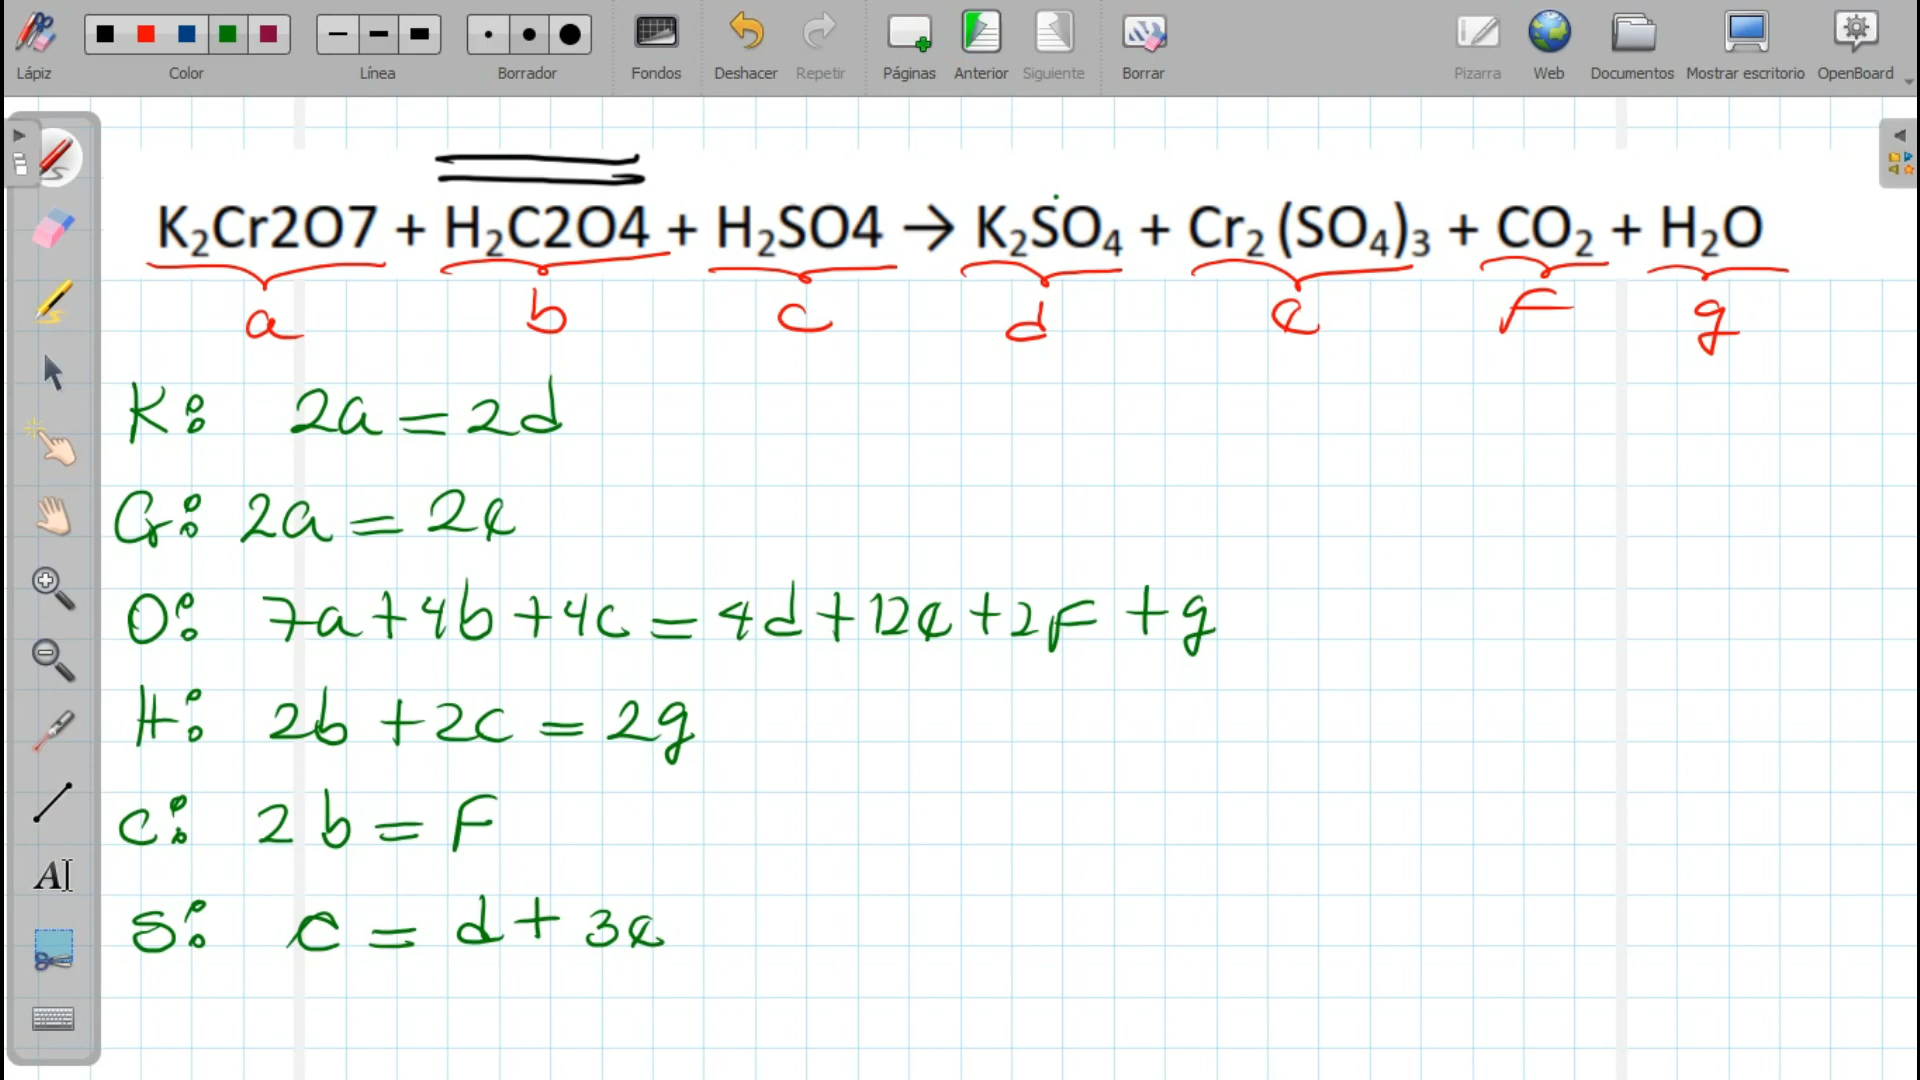 Lápiz Color Línea Borrador Fondos Deshacer Repetir Páginas Anterior Siguiente Borrar Pizarra Web Documentos Mostrar escritorio OpenBoard
K₂Cr2O7 + H₂C2O4 + H₂SO4 → K₂SO₄ + Cr₂ (SO₄)₃ + CO₂ + H₂O
a b c d e F g
K: 2a = 2d
Cr: 2a = 2e
O: 7a + 4b + 4c = 4d + 12e + 2F + g
H: 2b + 2c = 2g
C: 2b = F
S: c = d + 3e